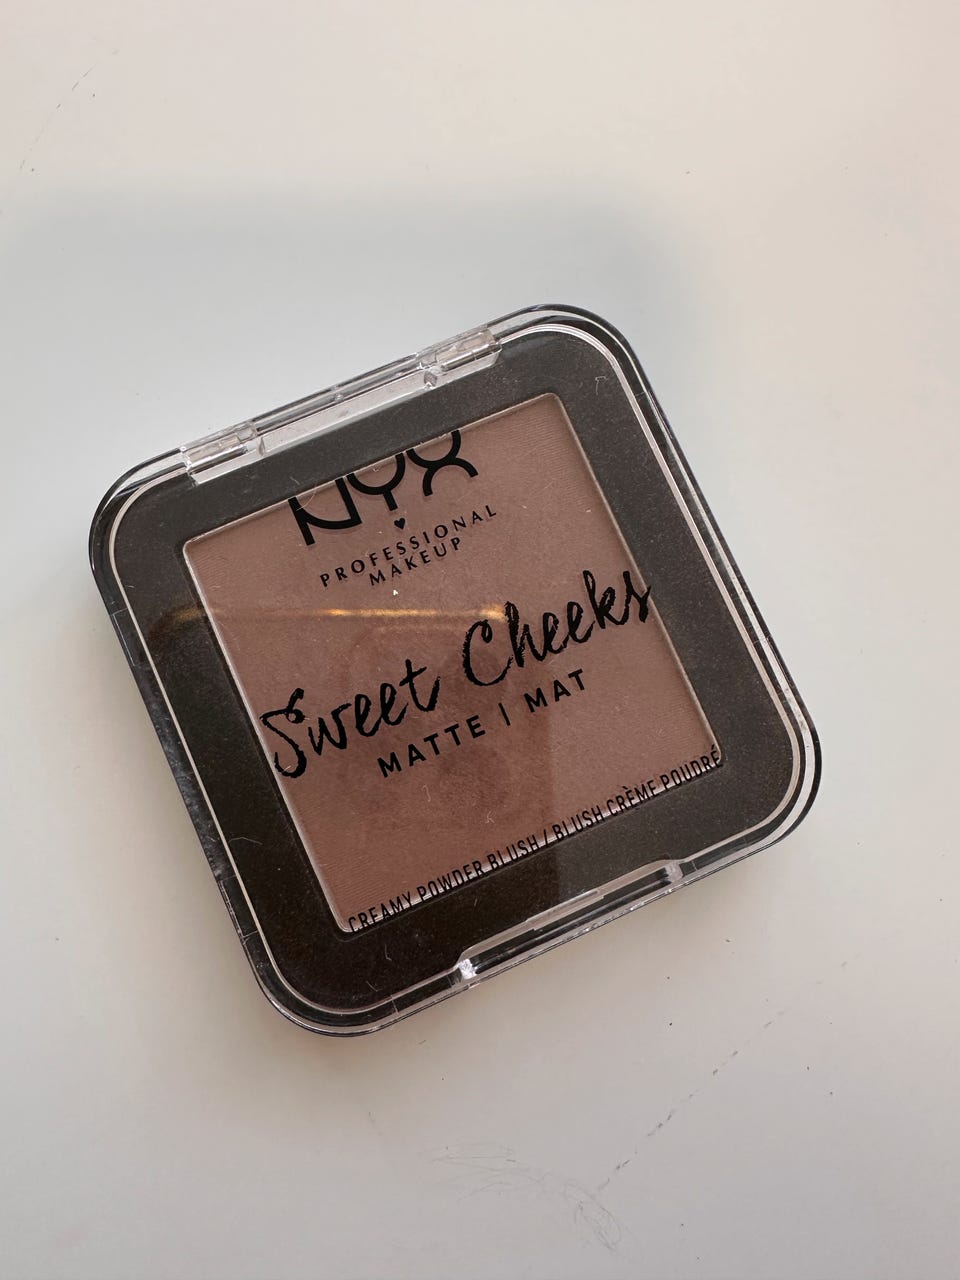 NYX
PROFESSIONAL
MAKEUP
Sweet Cheeks
MATTE | MAT
CREAMY POWDER BLUSH / BLUSH CRÈME POUDRÉ